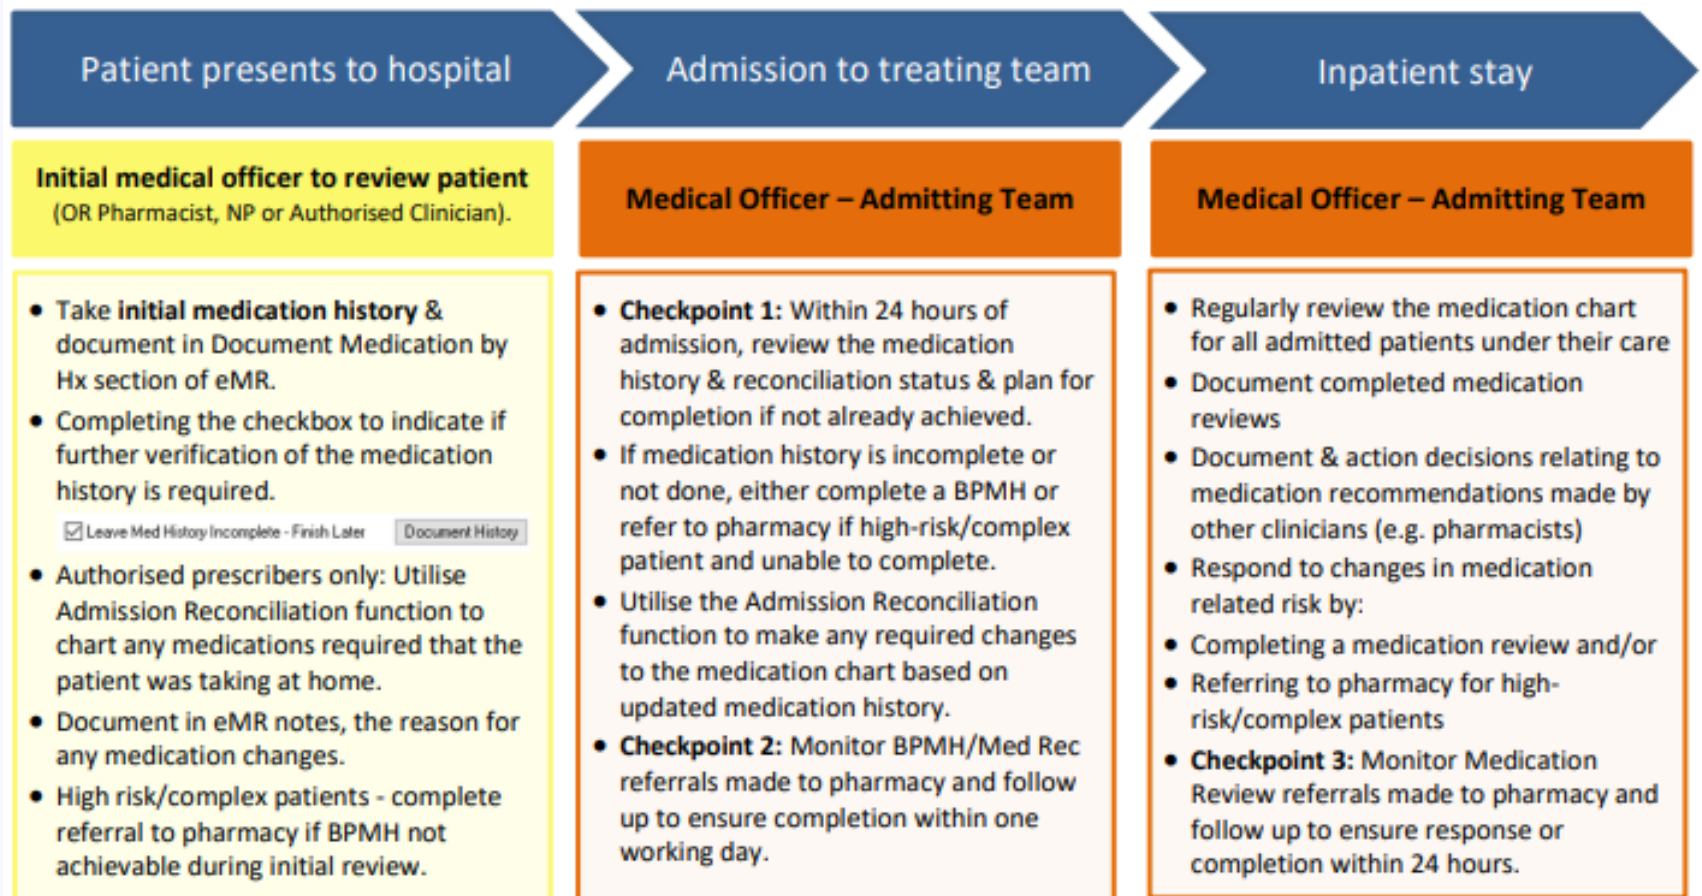 Patient presents to hospital
Admission to treating team
Inpatient stay
Initial medical officer to review patient
(OR Pharmacist, NP or Authorised Clinician).
Medical Officer – Admitting Team
Medical Officer – Admitting Team
• Take initial medication history &
document in Document Medication by
Hx section of eMR.
• Completing the checkbox to indicate if
further verification of the medication
history is required.
Leave Med History Incomplete - Finish Later
Document History
• Authorised prescribers only: Utilise
Admission Reconciliation function to
chart any medications required that the
patient was taking at home.
• Document in eMR notes, the reason for
any medication changes.
• High risk/complex patients - complete
referral to pharmacy if BPMH not
achievable during initial review.
• Checkpoint 1: Within 24 hours of
admission, review the medication
history & reconciliation status & plan for
completion if not already achieved.
• If medication history is incomplete or
not done, either complete a BPMH or
refer to pharmacy if high-risk/complex
patient and unable to complete.
• Utilise the Admission Reconciliation
function to make any required changes
to the medication chart based on
updated medication history.
• Checkpoint 2: Monitor BPMH/Med Rec
referrals made to pharmacy and follow
up to ensure completion within one
working day.
• Regularly review the medication chart
for all admitted patients under their care
• Document completed medication
reviews
• Document & action decisions relating to
medication recommendations made by
other clinicians (e.g. pharmacists)
• Respond to changes in medication
related risk by:
• Completing a medication review and/or
• Referring to pharmacy for high-
risk/complex patients
• Checkpoint 3: Monitor Medication
Review referrals made to pharmacy and
follow up to ensure response or
completion within 24 hours.